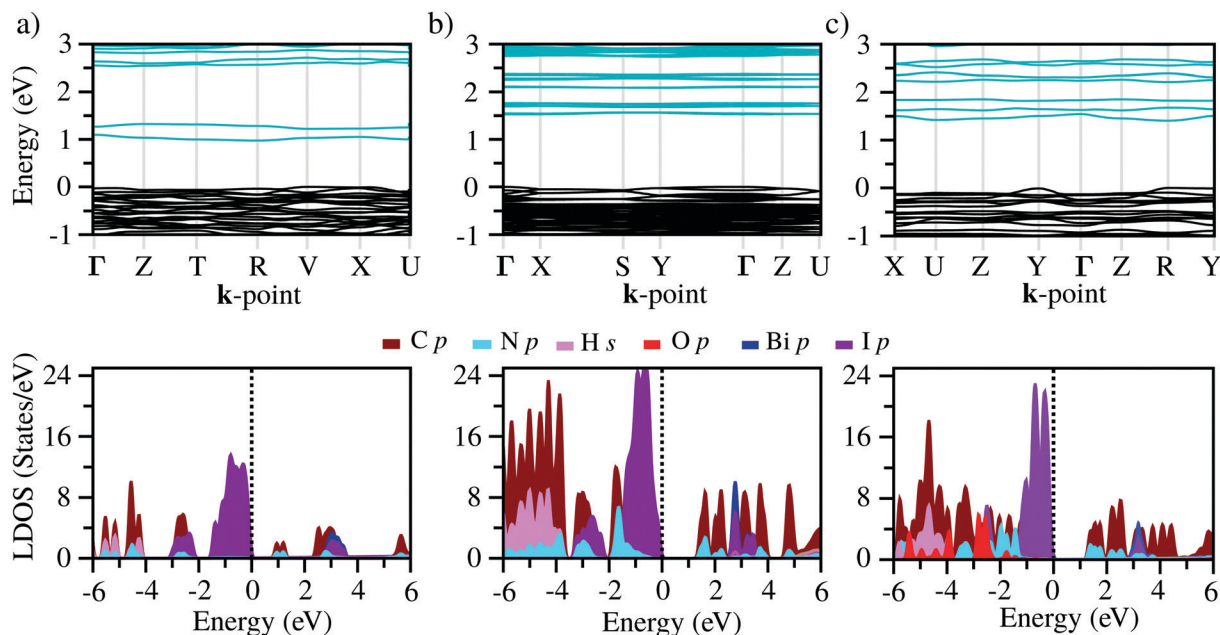 a)
b)
c)
3
2
1
0
-1
Energy (eV)
Γ Z T R V X U
k-point
3
2
1
0
-1
Γ X S Y Γ Z U
k-point
3
2
1
0
-1
X U Z Y Γ Z R Y
k-point
C p N p H s O p Bi p I p
24
16
8
0
LDOS (States/eV)
-6 -4 -2 0 2 4 6
Energy (eV)
24
16
8
0
-6 -4 -2 0 2 4 6
Energy (eV)
24
16
8
0
-6 -4 -2 0 2 4 6
Energy (eV)